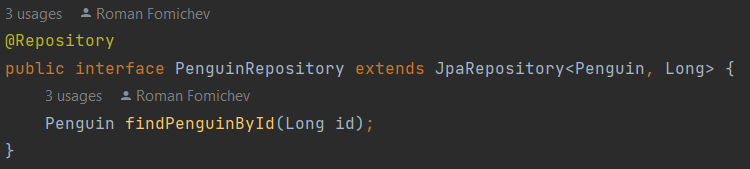 3 usages Roman Fomichev
@Repository
public interface PenguinRepository extends JpaRepository<Penguin, Long> {
3 usages Roman Fomichev
Penguin findPenguinById(Long id);
}